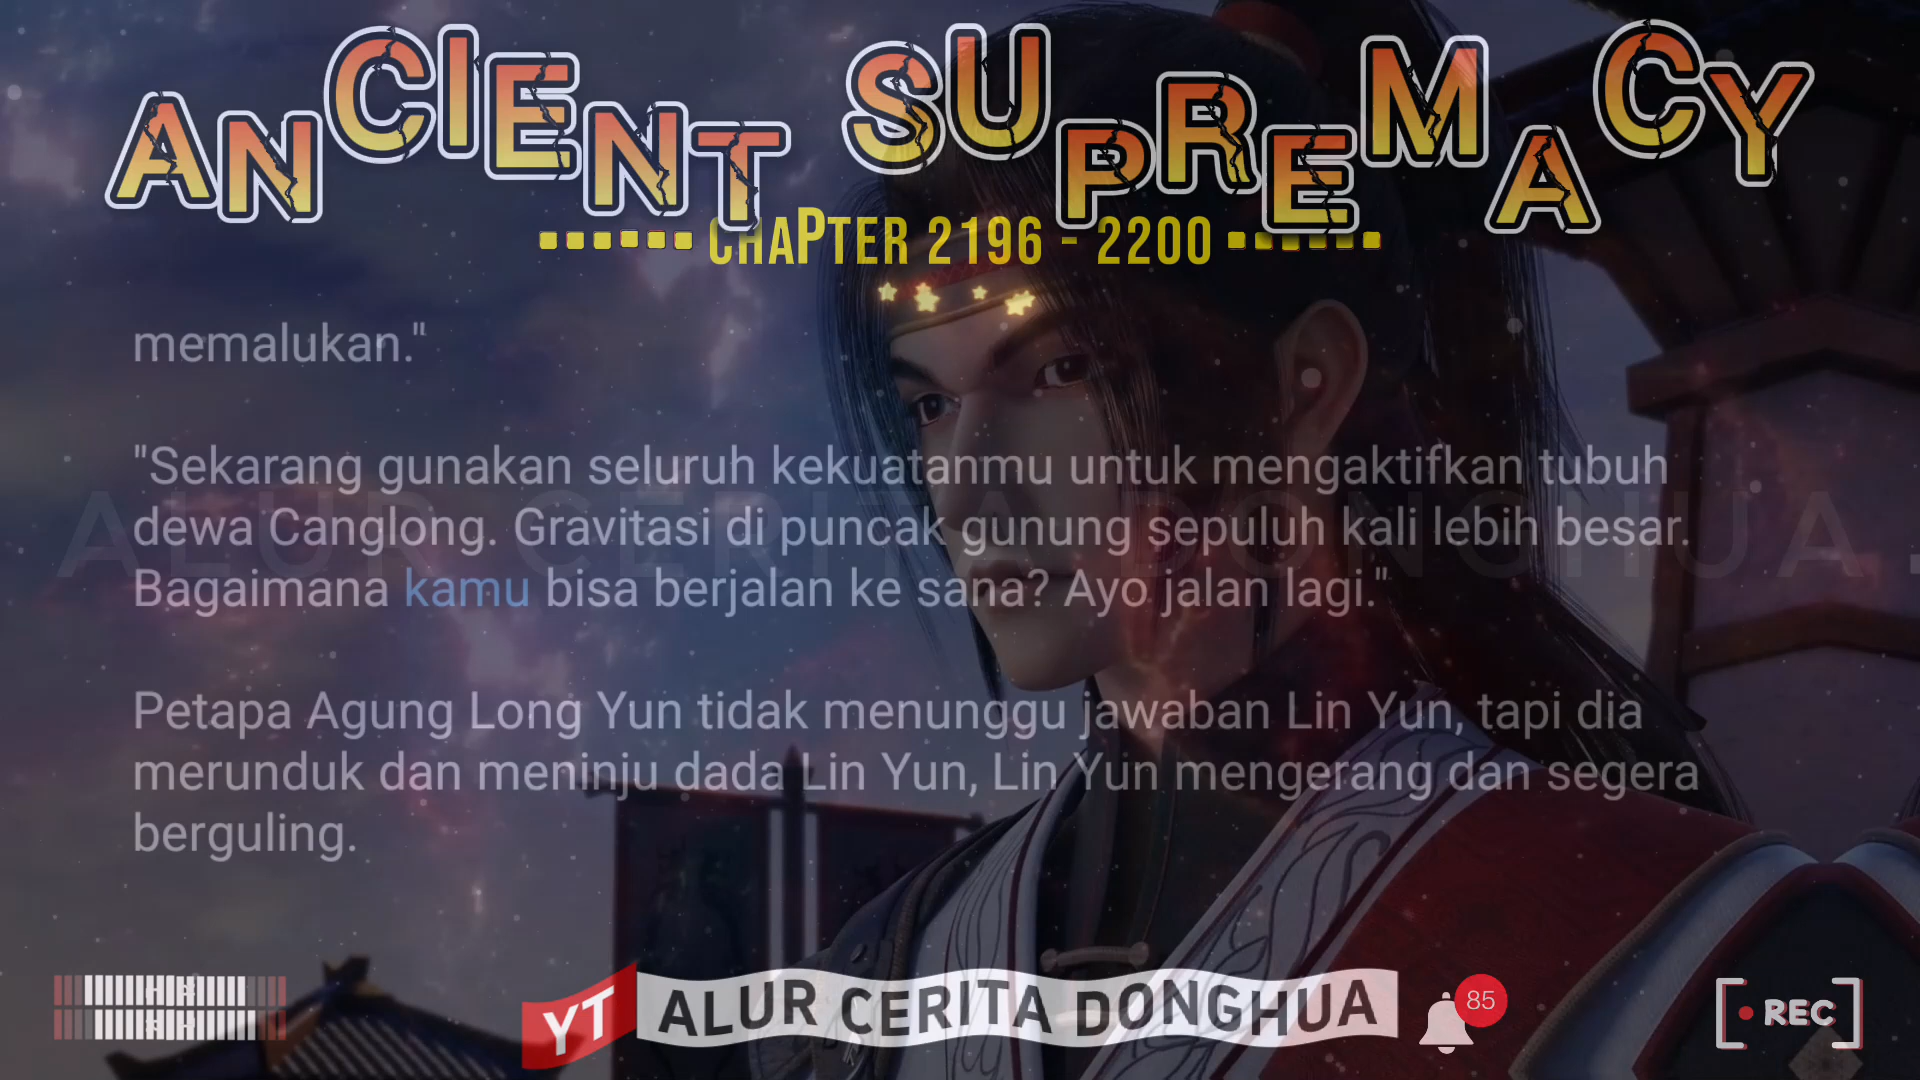 ANCIENT SUPREMACY
CHAPTER 2196 - 2200
memalukan."
"Sekarang gunakan seluruh kekuatanmu untuk mengaktifkan tubuh
dewa Canglong. Gravitasi di puncak gunung sepuluh kali lebih besar.
Bagaimana kamu bisa berjalan ke sana? Ayo jalan lagi."
ALUR CERITA DONGHUA
Petapa Agung Long Yun tidak menunggu jawaban Lin Yun, tapi dia
merunduk dan meninju dada Lin Yun, Lin Yun mengerang dan segera
berguling.
YT ALUR CERITA DONGHUA
85
REC